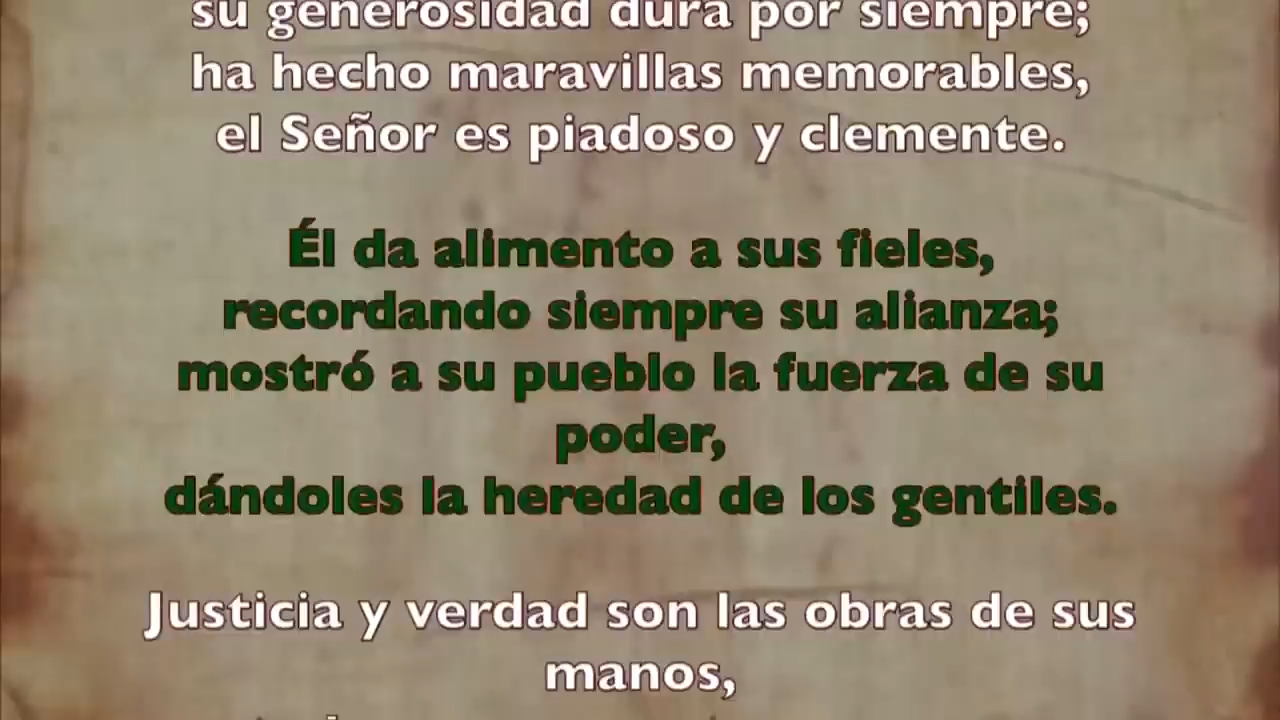 su generosidad dura por siempre;
ha hecho maravillas memorables,
el Señor es piadoso y clemente.
Él da alimento a sus fieles,
recordando siempre su alianza;
mostró a su pueblo la fuerza de su
poder,
dándoles la heredad de los gentiles.
Justicia y verdad son las obras de sus
manos,